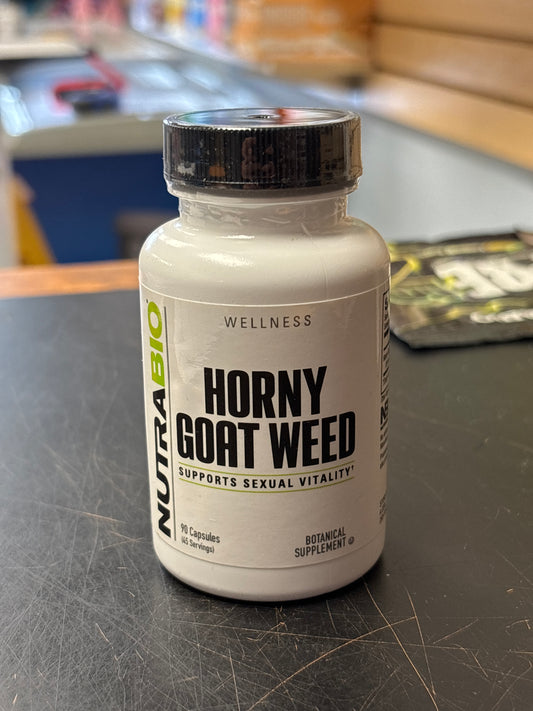 WELLNESS
NUTRABIO
HORNY
GOAT WEED
SUPPORTS SEXUAL VITALITY†
90 Capsules
(45 Servings)
BOTANICAL
SUPPLEMENT